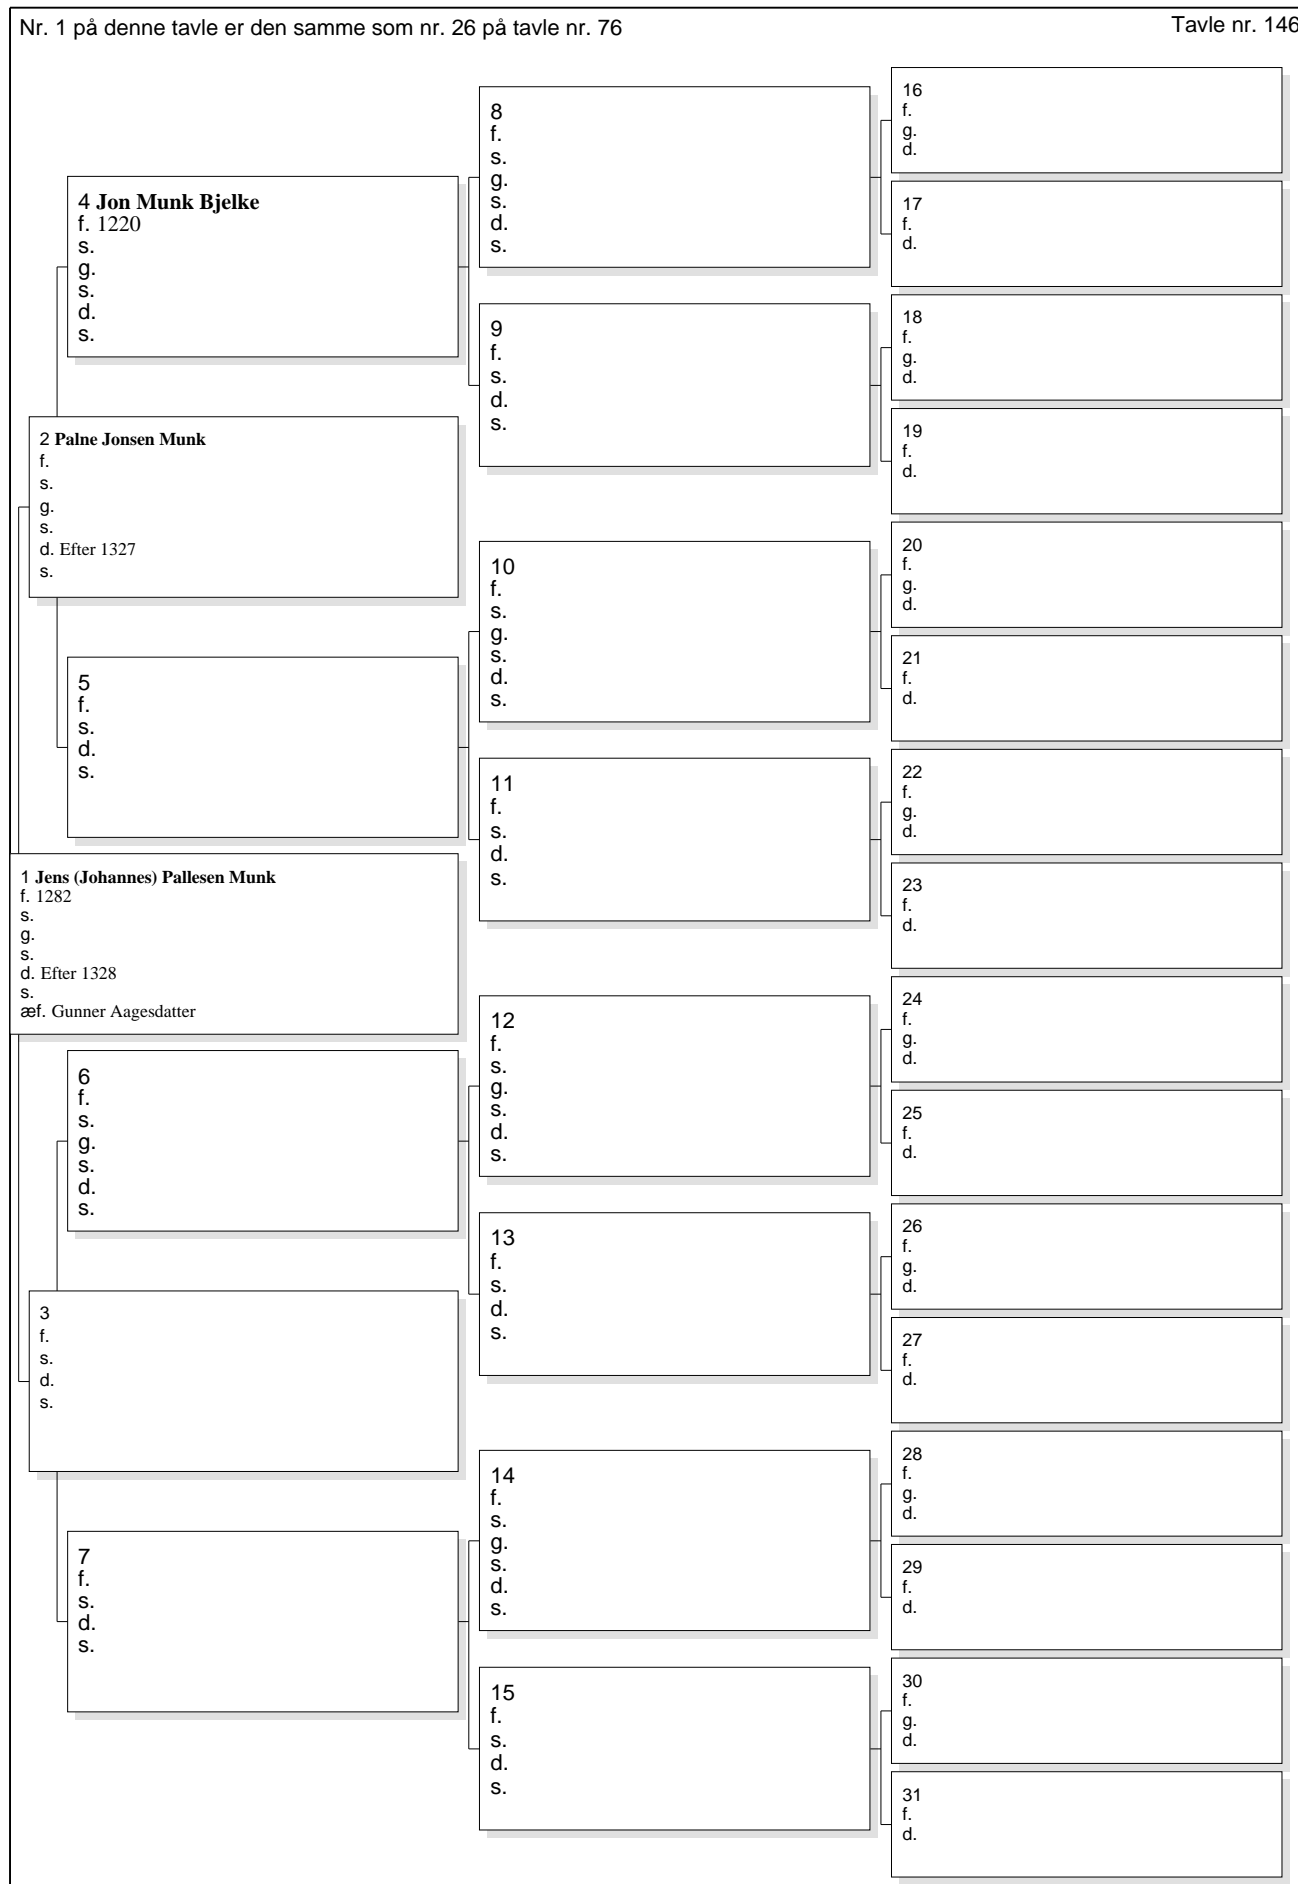 Nr. 1 på denne tavle er den samme som nr. 26 på tavle nr. 76
Tavle nr. 146
4 Jon Munk Bjelke
f. 1220
s.
g.
s.
d.
s.
2 Palne Jonsen Munk
f.
s.
g.
s.
d. Efter 1327
s.
5
f.
s.
d.
s.
1 Jens (Johannes) Pallesen Munk
f. 1282
s.
g.
s.
d. Efter 1328
s.
æf. Gunner Aagesdatter
6
f.
s.
g.
s.
d.
s.
3
f.
s.
d.
s.
7
f.
s.
d.
s.
8
f.
s.
g.
s.
d.
s.
9
f.
s.
d.
s.
10
f.
s.
g.
s.
d.
s.
11
f.
s.
d.
s.
12
f.
s.
g.
s.
d.
s.
13
f.
s.
d.
s.
14
f.
s.
g.
s.
d.
s.
15
f.
s.
d.
s.
16
f.
g.
d.
17
f.
d.
18
f.
g.
d.
19
f.
d.
20
f.
g.
d.
21
f.
d.
22
f.
g.
d.
23
f.
d.
24
f.
g.
d.
25
f.
d.
26
f.
g.
d.
27
f.
d.
28
f.
g.
d.
29
f.
d.
30
f.
g.
d.
31
f.
d.